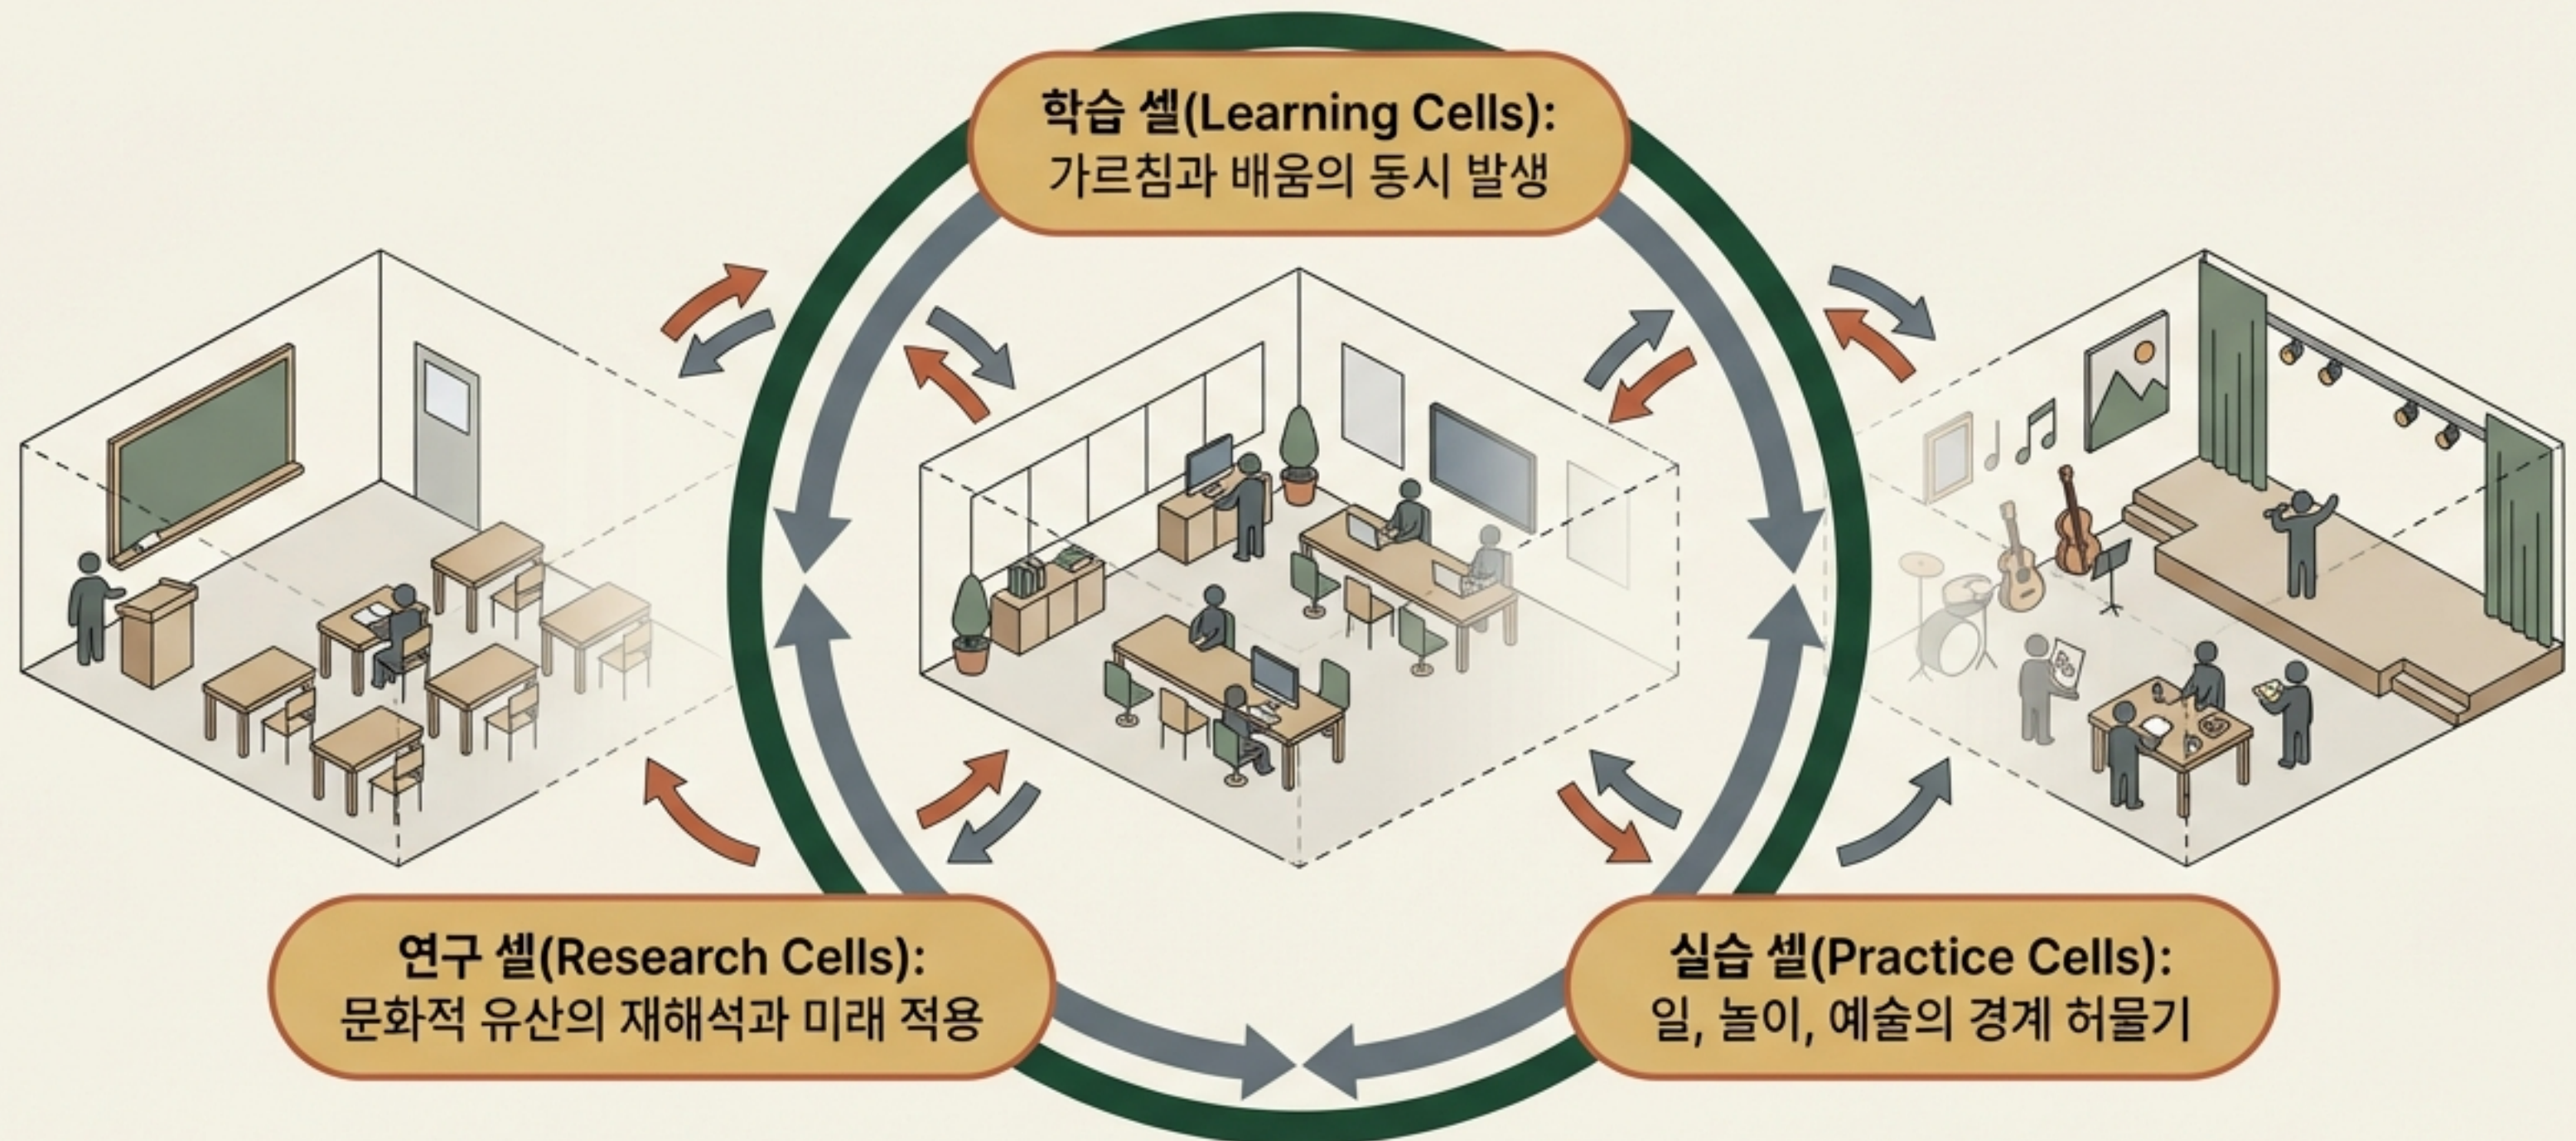 학습 셀(Learning Cells):
가르침과 배움의 동시 발생
연구 셀(Research Cells):
문화적 유산의 재해석과 미래 적용
실습 셀(Practice Cells):
일, 놀이, 예술의 경계 허물기